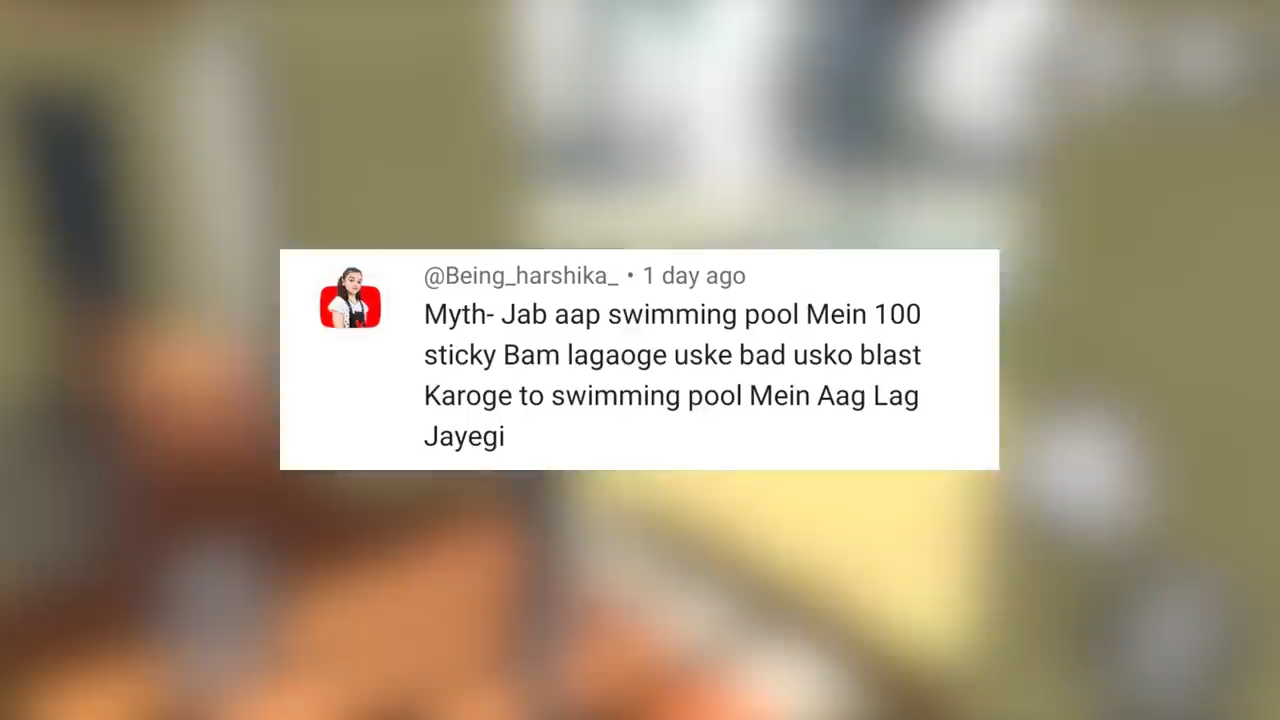 @Being_harshika_ • 1 day ago
Myth- Jab aap swimming pool Mein 100
sticky Bam lagaoge uske bad usko blast
Karoge to swimming pool Mein Aag Lag
Jayegi